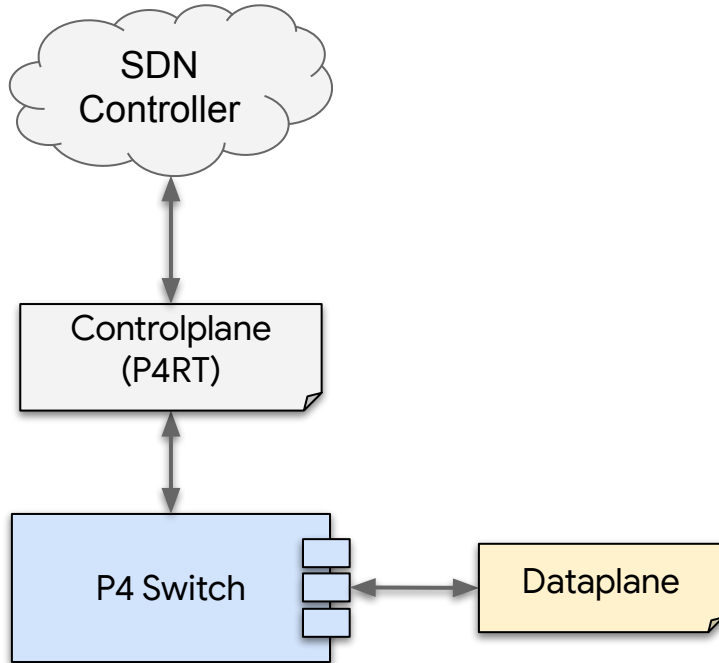 SDN
Controller
Controlplane
(P4RT)
P4 Switch
Dataplane